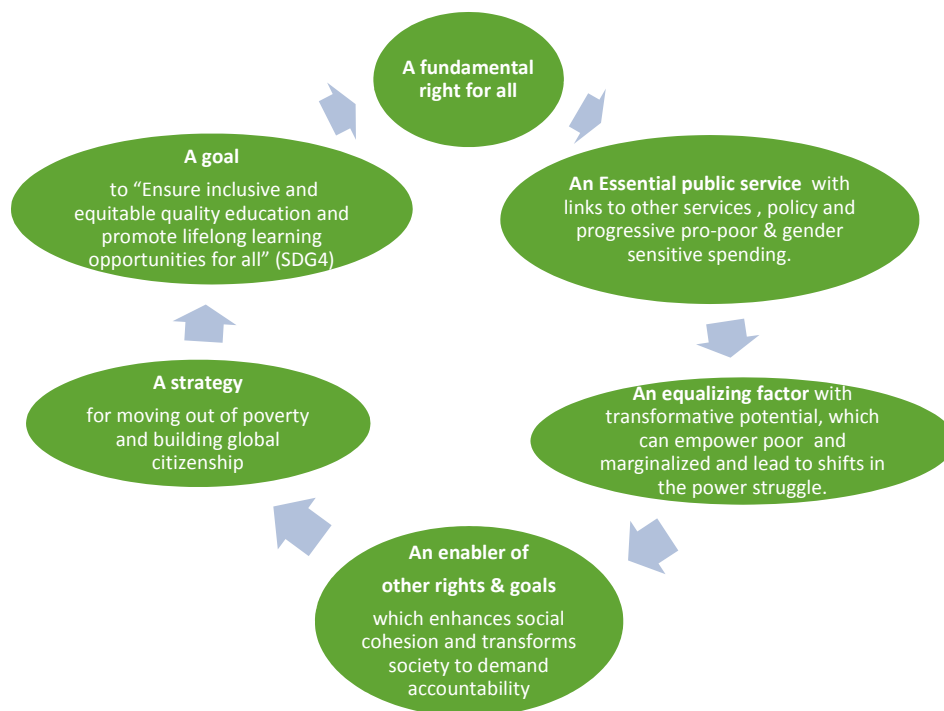 A fundamental
right for all
An Essential public service with
links to other services , policy and
progressive pro-poor & gender
sensitive spending.
An equalizing factor with
transformative potential, which
can empower poor and
marginalized and lead to shifts in
the power struggle.
An enabler of
other rights & goals
which enhances social
cohesion and transforms
society to demand
accountability
A strategy
for moving out of poverty
and building global
citizenship
A goal
to “Ensure inclusive and
equitable quality education and
promote lifelong learning
opportunities for all” (SDG4)